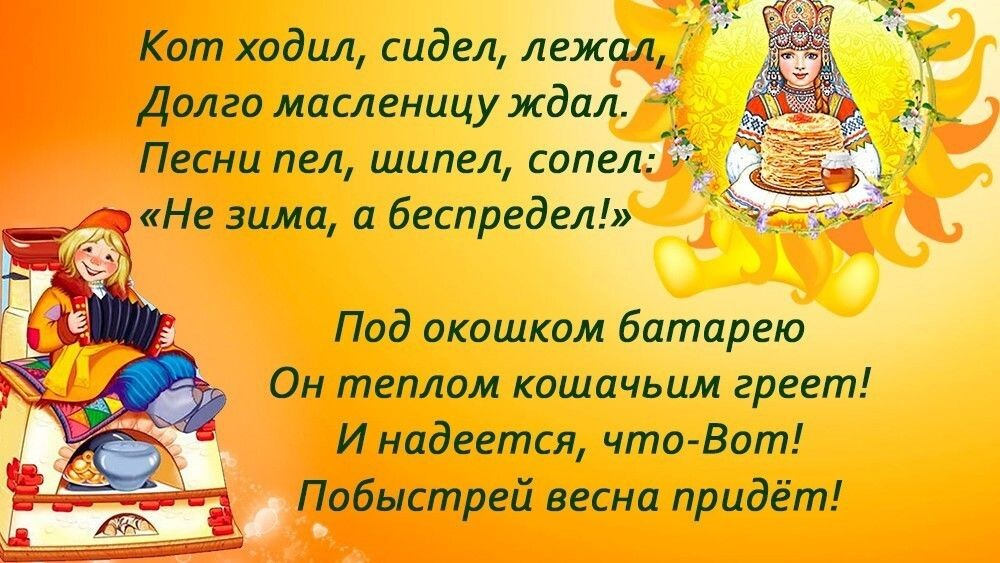 Кот ходил, сидел, лежал,
Долго масленицу ждал.
Песни пел, шипел, сопел:
«Не зима, а беспредел!»
Под окошком батарею
Он теплом кошачьим греет!
И надеется, что-Вот!
Побыстрей весна придёт!